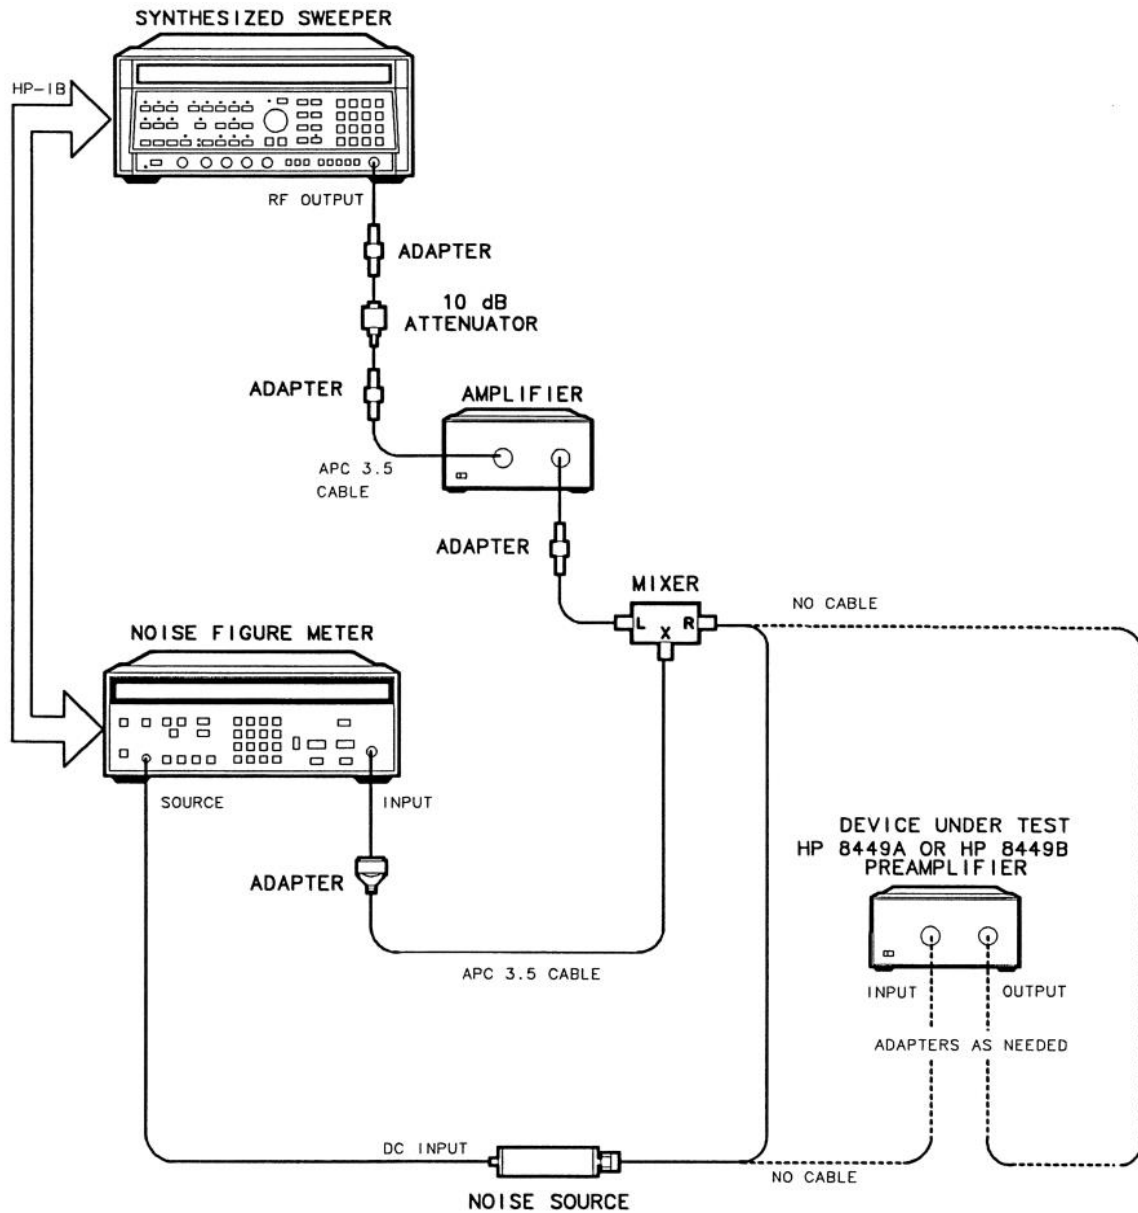 SYNTHESIZED SWEEPER
HP-IB
RF OUTPUT
ADAPTER
10 dB
ATTENUATOR
ADAPTER
AMPLIFIER
APC 3.5
CABLE
ADAPTER
MIXER
L
X
R
NO CABLE
NOISE FIGURE METER
SOURCE
INPUT
ADAPTER
APC 3.5 CABLE
DEVICE UNDER TEST
HP 8449A OR HP 8449B
PREAMPLIFIER
INPUT
OUTPUT
ADAPTERS AS NEEDED
DC INPUT
NO CABLE
NOISE SOURCE